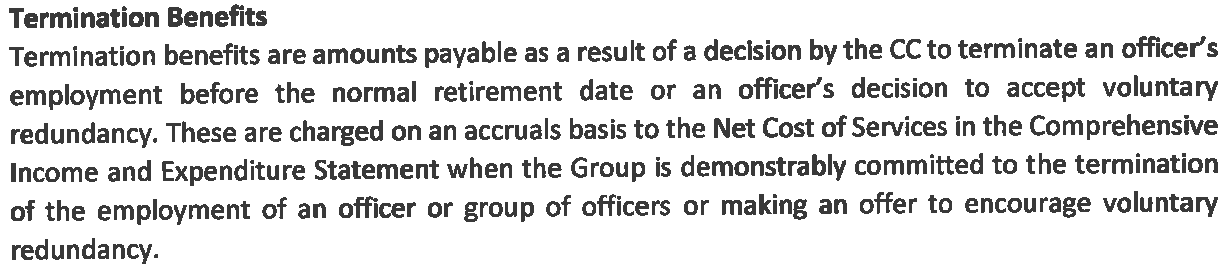 Termination Benefits
Termination benefits are amounts payable as a result of a decision by the CC to terminate an officer's
employment before the normal retirement date or an officer's decision to accept voluntary
redundancy. These are charged on an accruals basis to the Net Cost of Services in the Comprehensive
Income and Expenditure Statement when the Group is demonstrably committed to the termination
of the employment of an officer or group of officers or making an offer to encourage voluntary
redundancy.